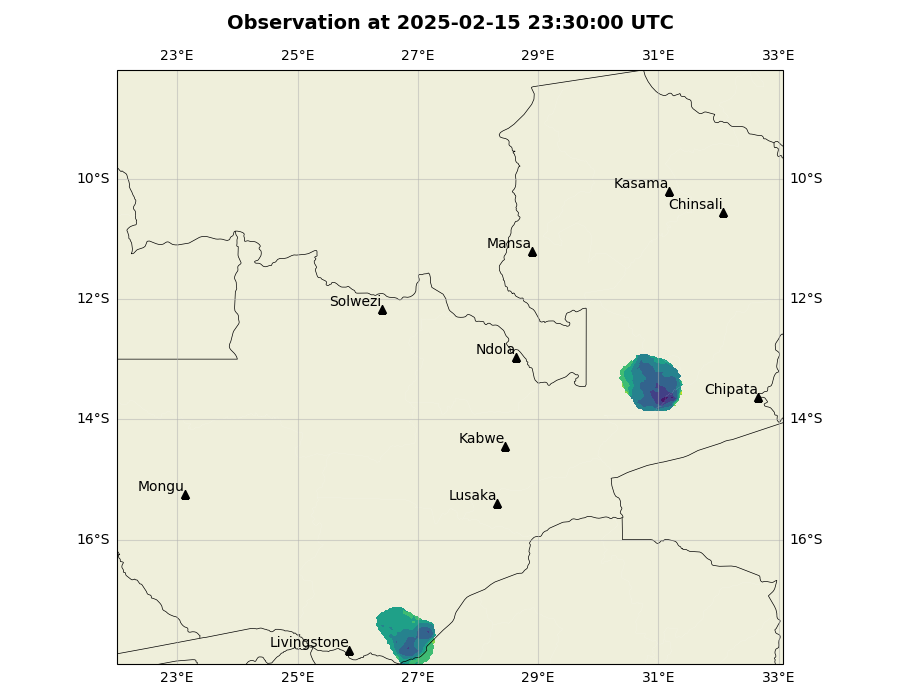 Observation at 2025-02-15 23:30:00 UTC
23°E 25°E 27°E 29°E 31°E 33°E
10°S 10°S
Kasama
Chinsali
Mansa
12°S 12°S
Solwezi
Ndola
Chipata
14°S 14°S
Kabwe
Mongu
Lusaka
16°S 16°S
Livingstone
23°E 25°E 27°E 29°E 31°E 33°E